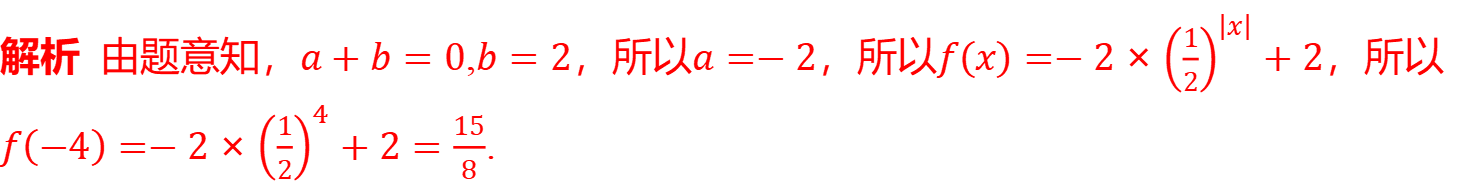 解析 由题意知，a + b = 0,b = 2，所以a =− 2，所以f(x) =− 2 × (1/2)^|x| + 2，所以
f(−4) =− 2 × (1/2)^4 + 2 = 15/8.